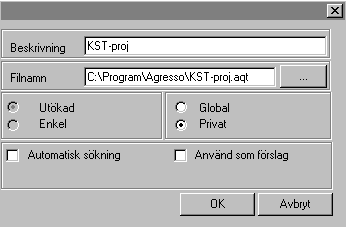 Beskrivning KST-proj
Filnamn C:\Program\Agresso\KST-proj.aqt ...
Utökad Global
Enkel Privat
Automatisk sökning Använd som förslag
OK Avbryt